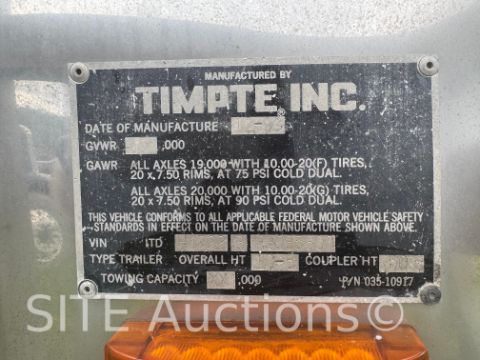 MANUFACTURED BY
TIMPTE, INC.
DATE OF MANUFACTURE
GVWR ,000
GAWR ALL AXLES 19,000 WITH 10.00-20(F) TIRES,
20 x 7.50 RIMS, AT 75 PSI COLD DUAL.
ALL AXLES 20,000 WITH 10.00-20(G) TIRES,
20 x 7.50 RIMS, AT 90 PSI COLD DUAL.
THIS VEHICLE CONFORMS TO ALL APPLICABLE FEDERAL MOTOR VEHICLE SAFETY
STANDARDS IN EFFECT ON THE DATE OF MANUFACTURE SHOWN ABOVE.
VIN 1TD
TYPE TRAILER OVERALL HT COUPLER HT
TOWING CAPACITY ,000 P/N 035-10917
SITE Auctions.com